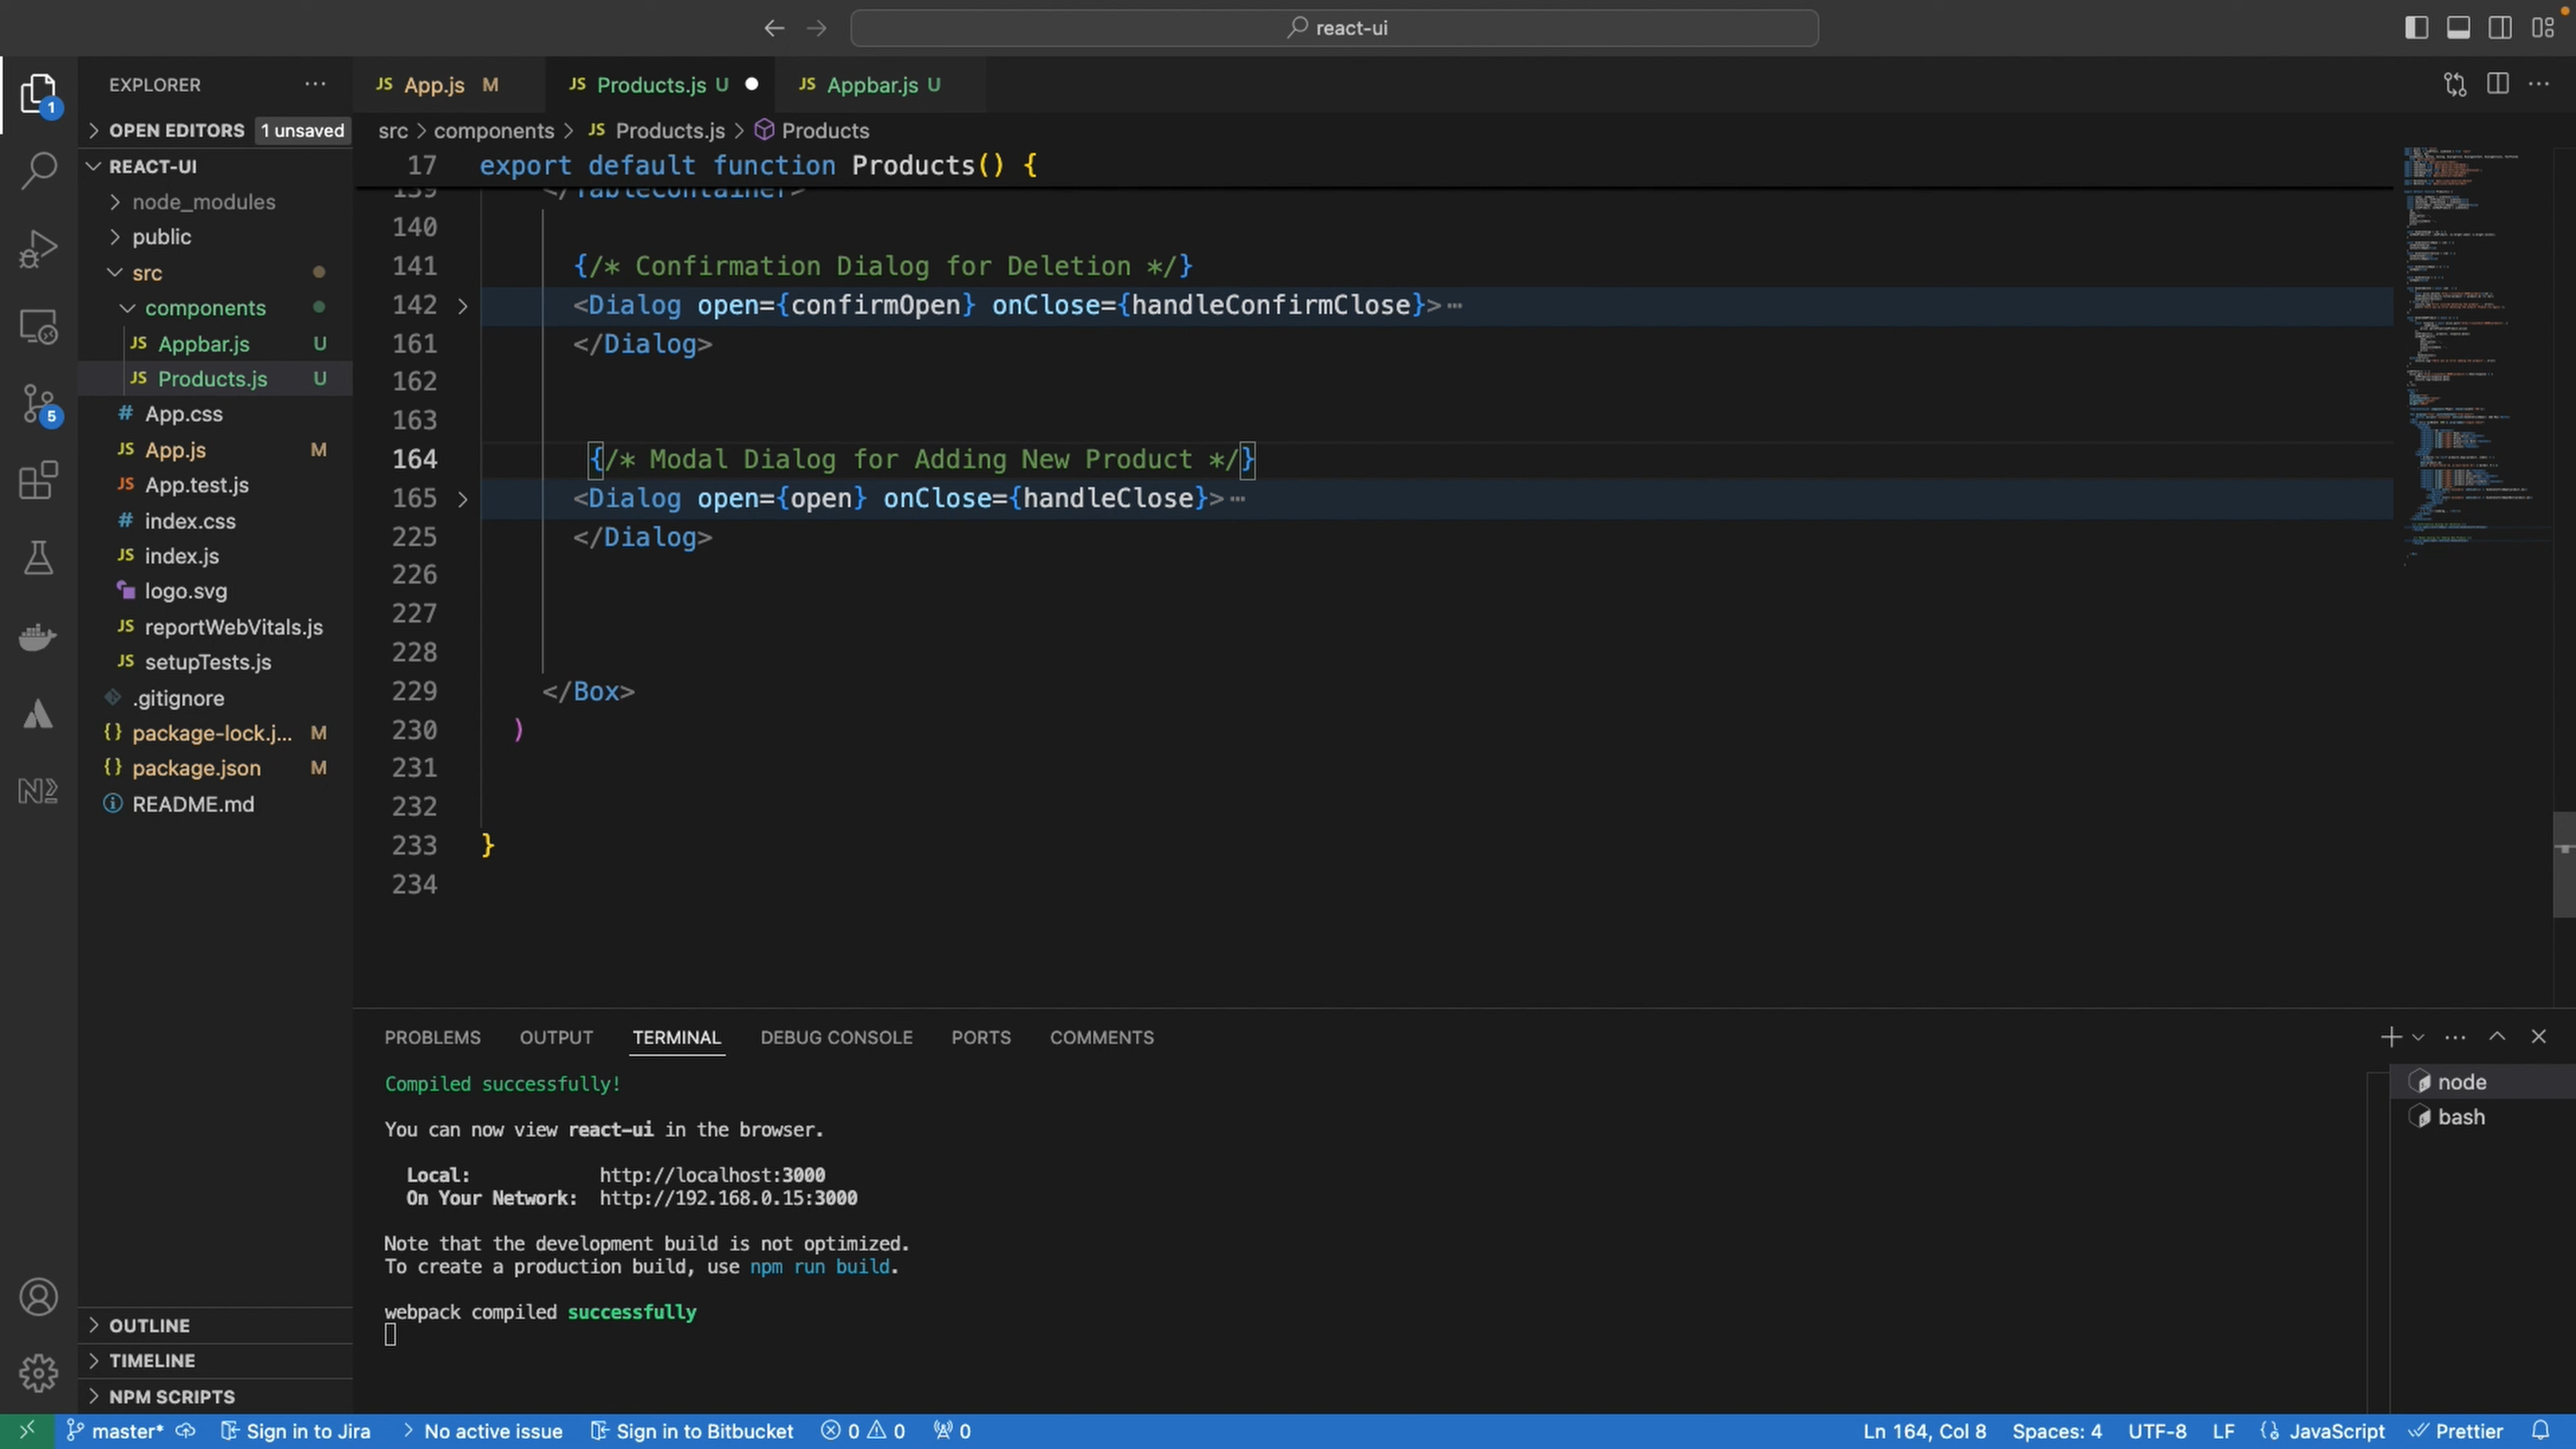 react-ui
EXPLORER
JS App.js M
JS Products.js U
JS Appbar.js U
OPEN EDITORS 1 unsaved
REACT-UI
node_modules
public
src
components
JS Appbar.js U
JS Products.js U
# App.css
JS App.js M
JS App.test.js
# index.css
JS index.js
logo.svg
JS reportWebVitals.js
JS setupTests.js
.gitignore
{} package-lock.j... M
{} package.json M
README.md
OUTLINE
TIMELINE
NPM SCRIPTS
1
5
src > components > JS Products.js > Products
17 export default function Products() {
139 </TableContainer>
140
141 {/* Confirmation Dialog for Deletion */}
142 <Dialog open={confirmOpen} onClose={handleConfirmClose}>⋯
161 </Dialog>
162
163
164 {/* Modal Dialog for Adding New Product */}
165 <Dialog open={open} onClose={handleClose}>⋯
225 </Dialog>
226
227
228
229 </Box>
230 )
231
232
233 }
234
PROBLEMS OUTPUT TERMINAL DEBUG CONSOLE PORTS COMMENTS
Compiled successfully!
You can now view react-ui in the browser.
Local: http://localhost:3000
On Your Network: http://192.168.0.15:3000
Note that the development build is not optimized.
To create a production build, use npm run build.
webpack compiled successfully
node
bash
master* Sign in to Jira > No active issue Sign in to Bitbucket 0 0 0 Ln 164, Col 8 Spaces: 4 UTF-8 LF JavaScript Prettier